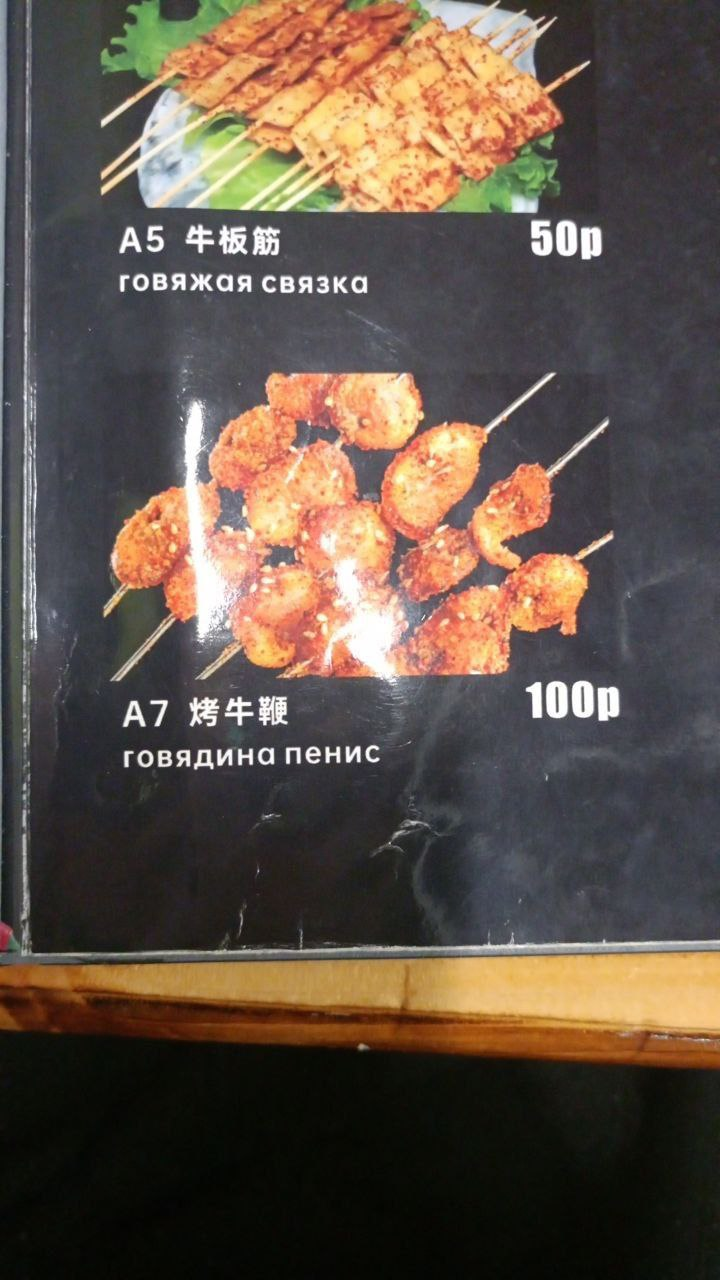 A5 牛板筋 50р
говяжая связка
A7 烤牛鞭 100р
говядина пенис